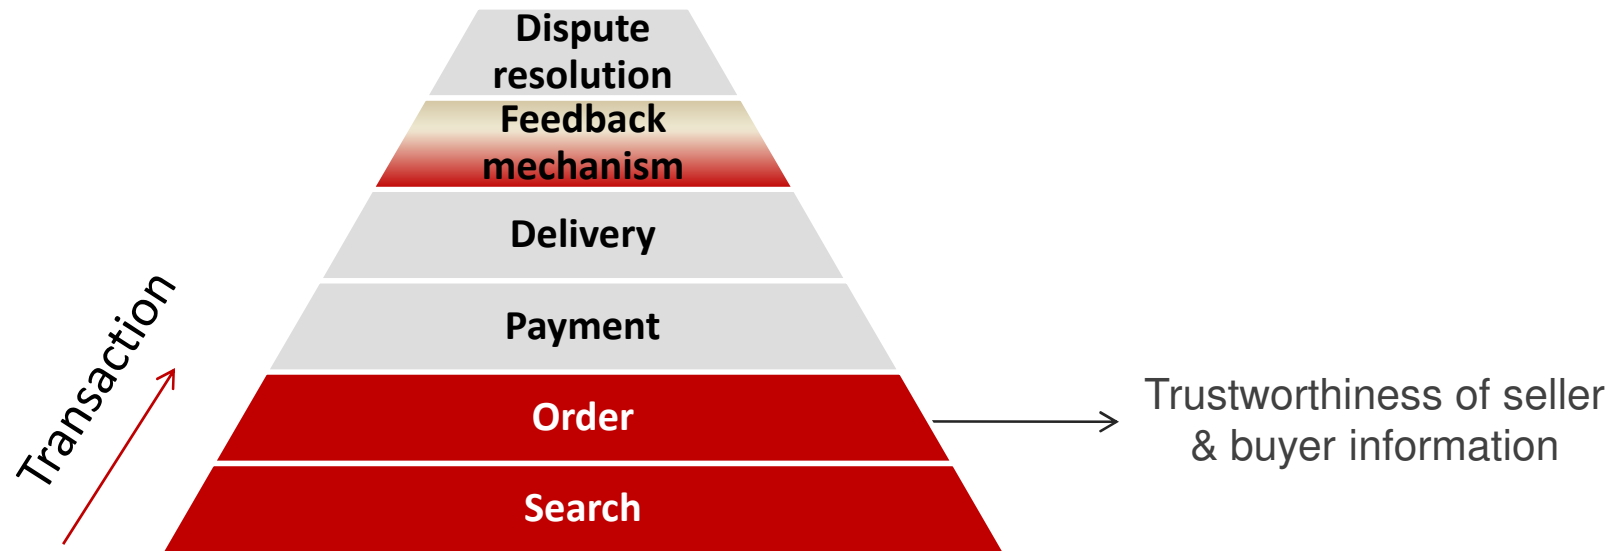 Dispute
resolution
Feedback
mechanism
Delivery
Payment
Order
Search
Transaction
Trustworthiness of seller
& buyer information